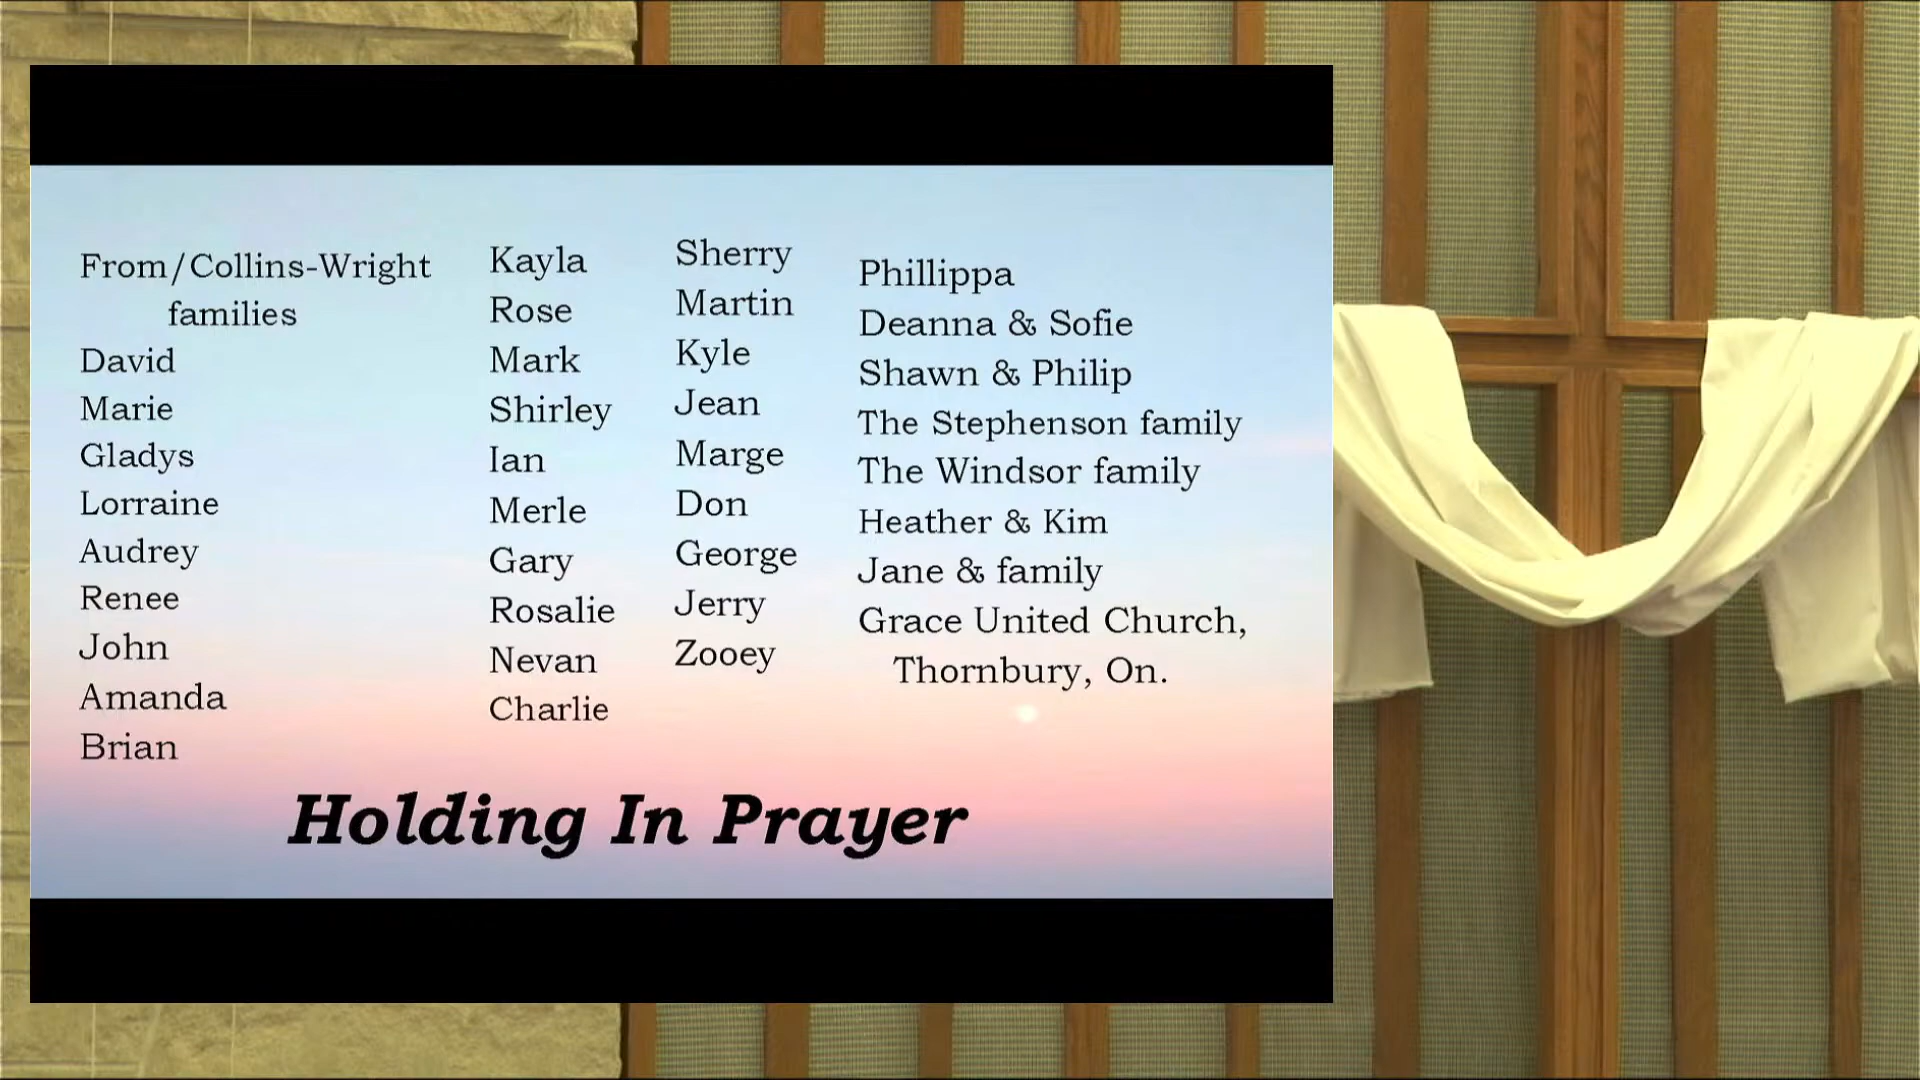 From/Collins-Wright
families
David
Marie
Gladys
Lorraine
Audrey
Renee
John
Amanda
Brian
Kayla
Rose
Mark
Shirley
Ian
Merle
Gary
Rosalie
Nevan
Charlie
Sherry
Martin
Kyle
Jean
Marge
Don
George
Jerry
Zooey
Phillippa
Deanna & Sofie
Shawn & Philip
The Stephenson family
The Windsor family
Heather & Kim
Jane & family
Grace United Church,
Thornbury, On.
Holding In Prayer